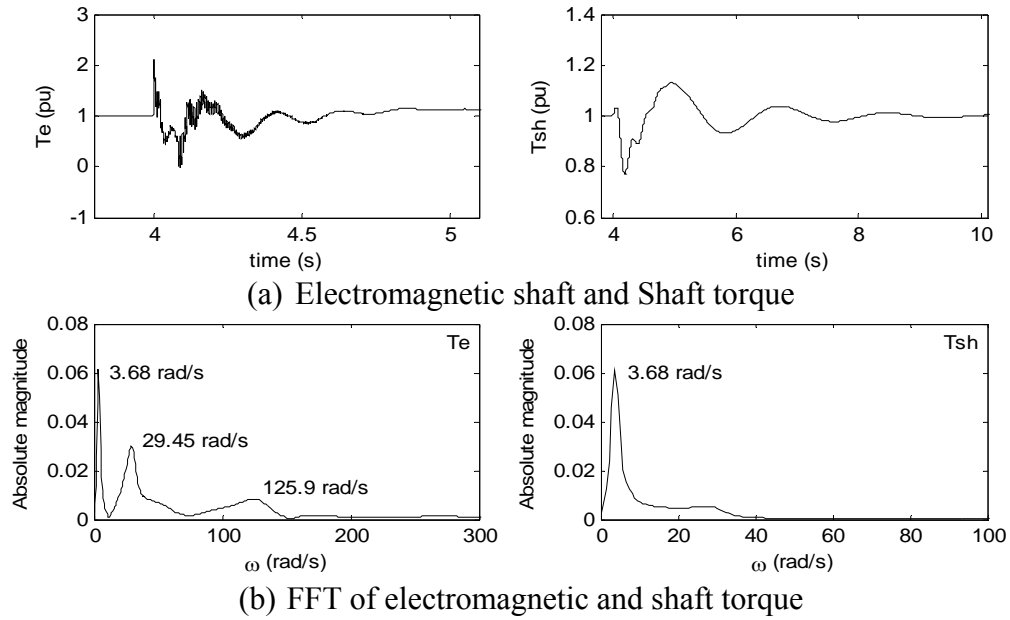 3
2
1
0
-1
Te (pu)
4
4.5
5
time (s)
1.4
1.2
1
0.8
0.6
Tsh (pu)
4
6
8
10
time (s)
(a) Electromagnetic shaft and Shaft torque
0.08
0.06
0.04
0.02
0
Absolute magnitude
Te
3.68 rad/s
29.45 rad/s
125.9 rad/s
0
100
200
300
ω (rad/s)
0.08
0.06
0.04
0.02
0
Absolute magnitude
Tsh
3.68 rad/s
0
20
40
60
80
100
ω (rad/s)
(b) FFT of electromagnetic and shaft torque